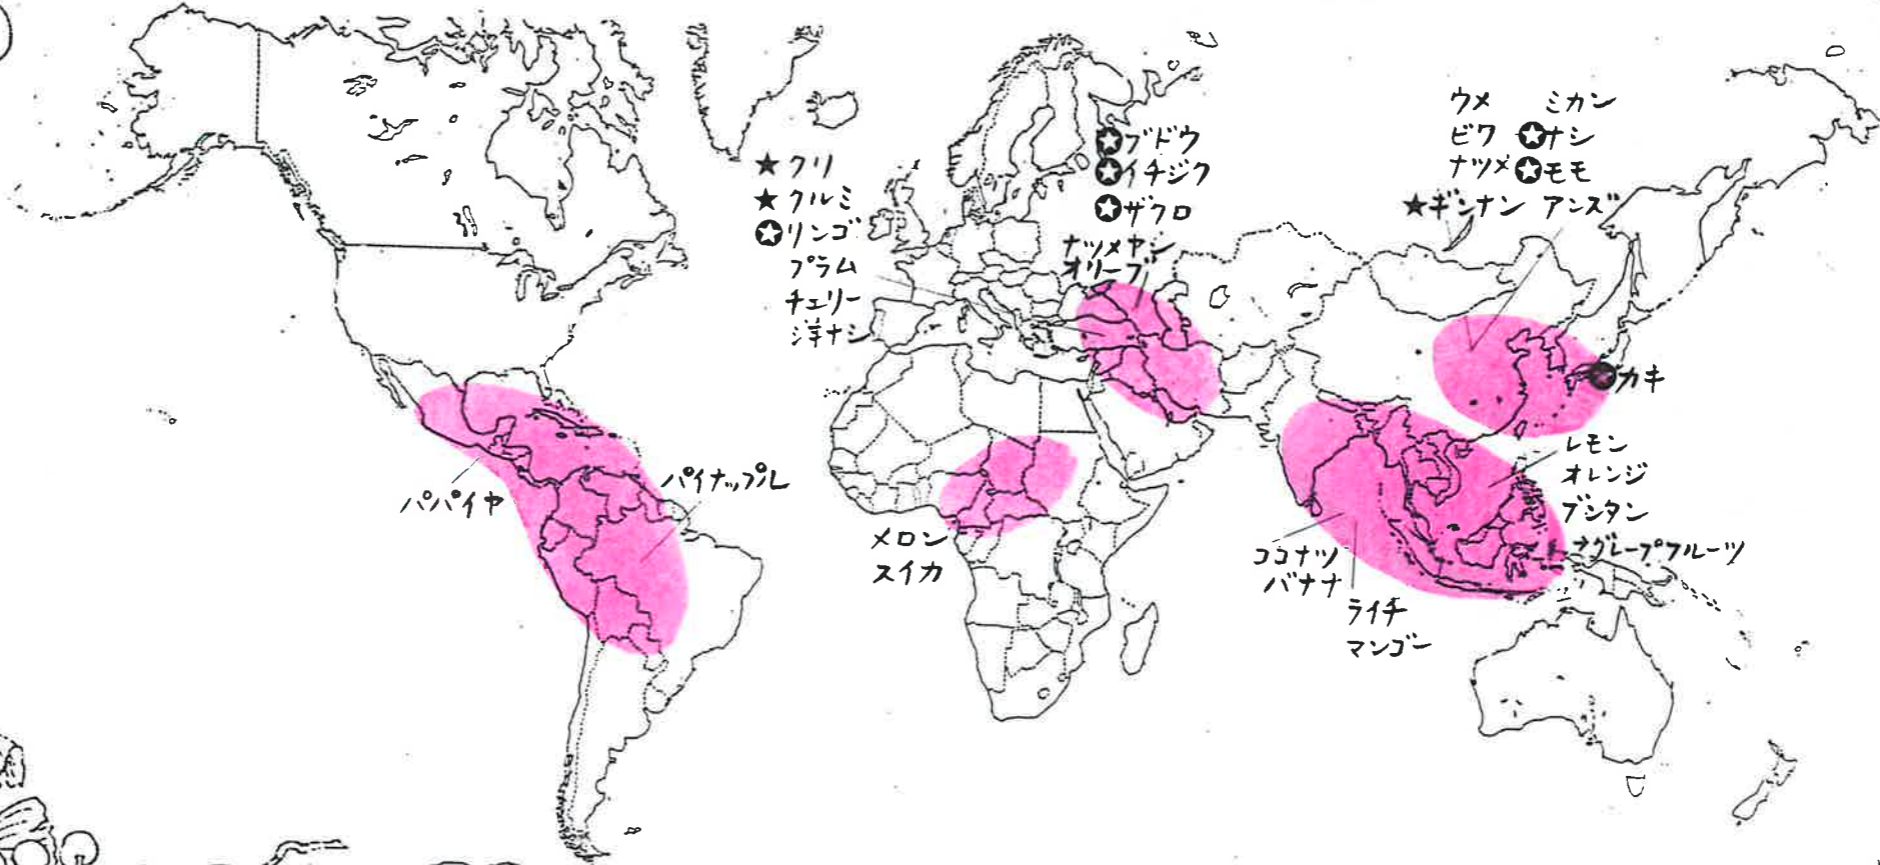 ★クリ
★クルミ
✪リンゴ
プラム
チェリー
洋ナシ
✪ブドウ
✪イチジク
✪ザクロ
ナツメヤシ
オリーブ
ウメ ミカン
ビワ ✪ナシ
ナツメ ✪モモ
★ギンナン アンズ
カキ
パパイヤ
パイナップル
メロン
スイカ
レモン
オレンジ
ブンタン
→グレープフルーツ
ココナツ
バナナ
ライチ
マンゴー